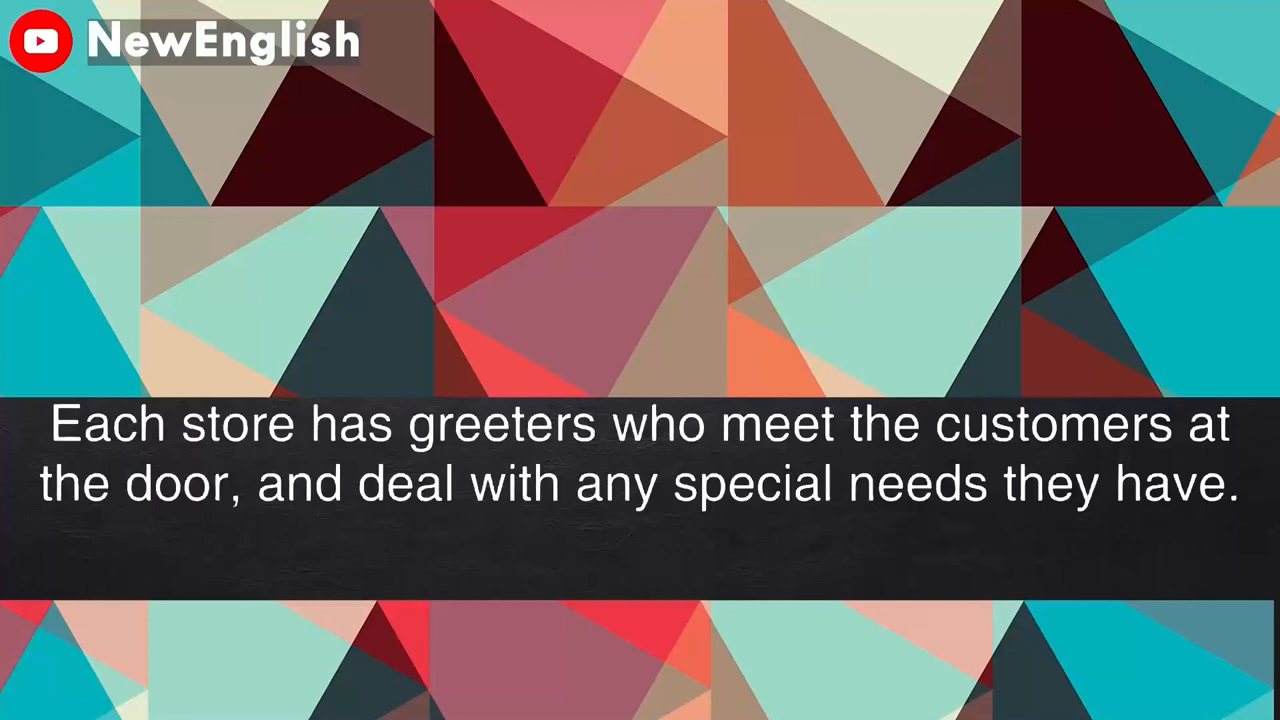 NewEnglish
Each store has greeters who meet the customers at
the door, and deal with any special needs they have.